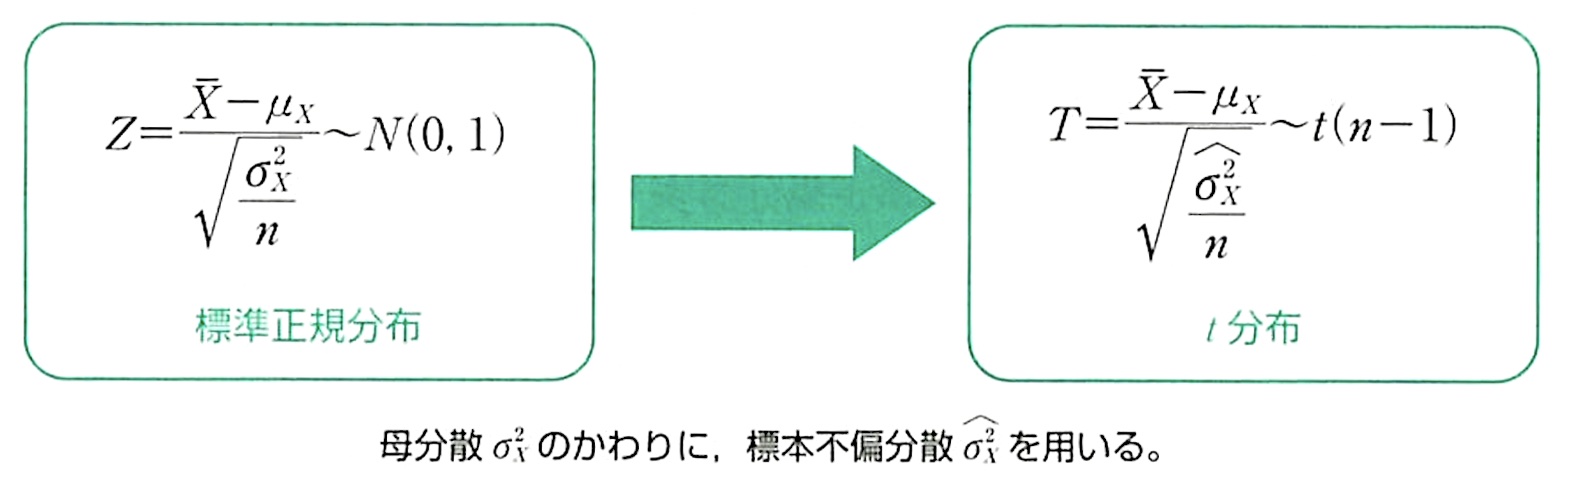 $Z=\frac{\bar{X}-\mu_X}{\sqrt{\frac{\sigma_X^2}{n}}}\sim N(0, 1)$
標準正規分布
$T=\frac{\bar{X}-\mu_X}{\sqrt{\frac{\widehat{\sigma_X^2}}{n}}}\sim t(n-1)$
t 分布
母分散 $\sigma_X^2$ のかわりに，標本不偏分散 $\widehat{\sigma_X^2}$ を用いる。